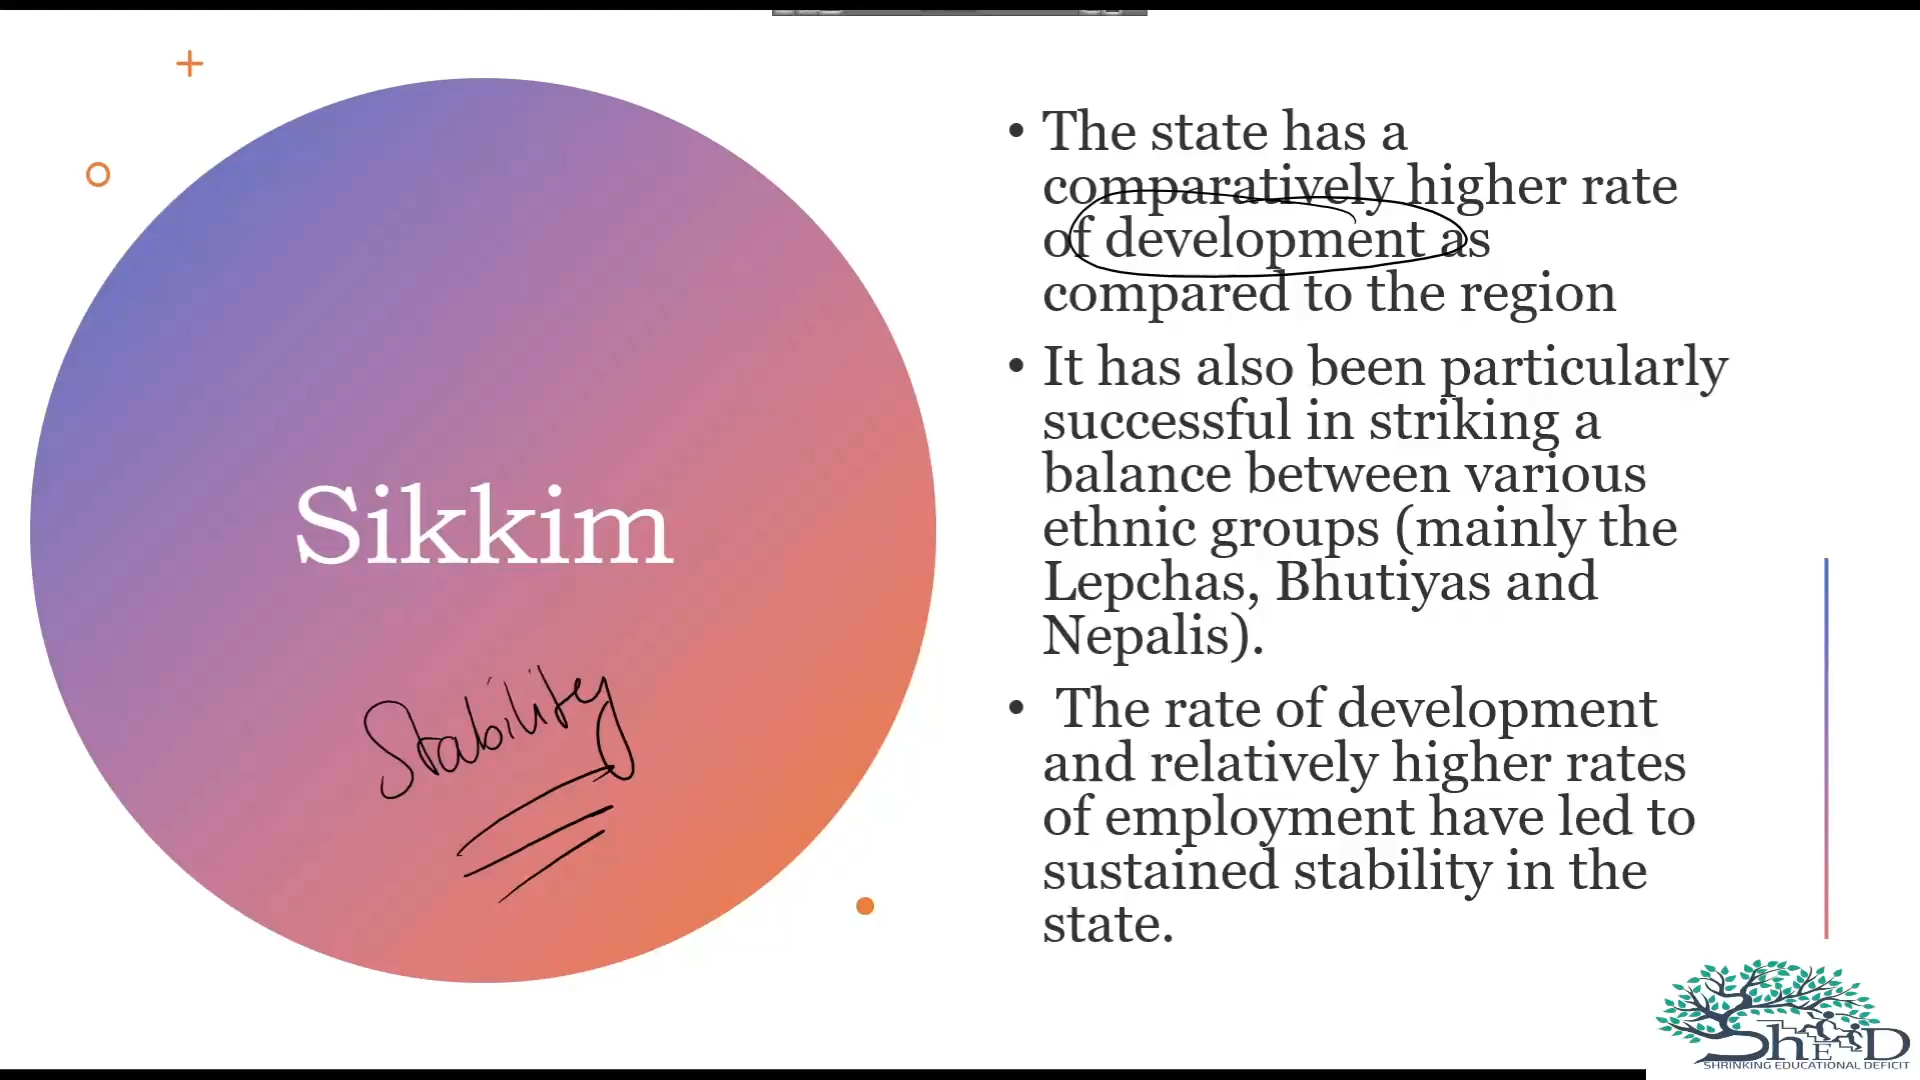 Sikkim
Stability
• The state has a
comparatively higher rate
of development as
compared to the region
• It has also been particularly
successful in striking a
balance between various
ethnic groups (mainly the
Lepchas, Bhutiyas and
Nepalis).
• The rate of development
and relatively higher rates
of employment have led to
sustained stability in the
state.
ShED
SHRINKING EDUCATIONAL DEFICIT